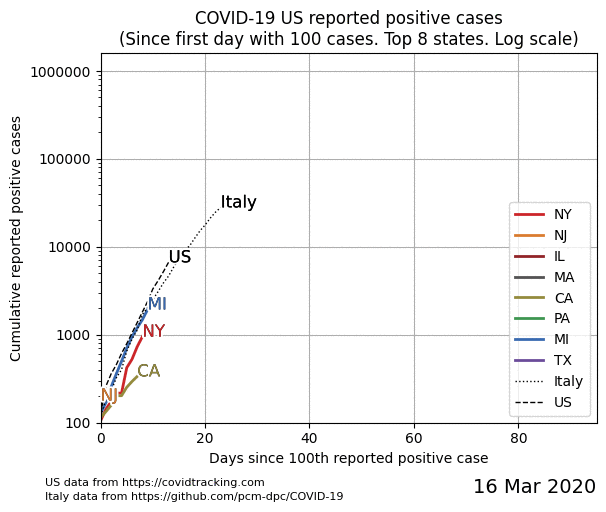 COVID-19 US reported positive cases
(Since first day with 100 cases. Top 8 states. Log scale)
Cumulative reported positive cases
1000000
100000
10000
1000
100
Italy
US
MI
NY
CA
NJ
NY
NJ
IL
MA
CA
PA
MI
TX
Italy
US
0
20
40
60
80
Days since 100th reported positive case
US data from https://covidtracking.com
Italy data from https://github.com/pcm-dpc/COVID-19
16 Mar 2020